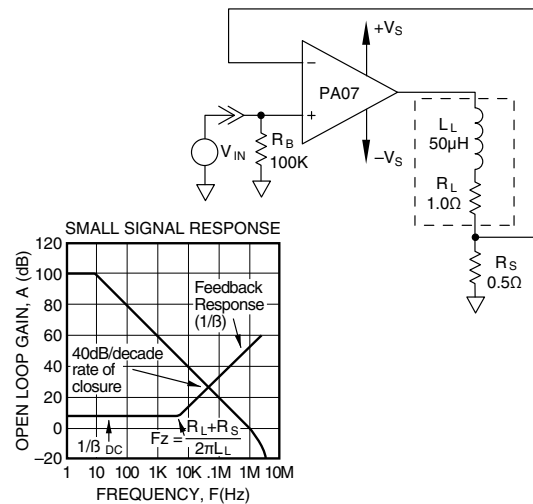 +VS
−
PA07
+
−VS
VIN
RB
100K
LL
50μH
RL
1.0Ω
RS
0.5Ω
SMALL SIGNAL RESPONSE
OPEN LOOP GAIN, A (dB)
120
100
80
60
40
20
0
−20
Feedback
Response
(1/ß)
40dB/decade
rate of
closure
1/ß DC
Fz = RL+RS
2πLL
1 10 100 1K 10K .1M 1M 10M
FREQUENCY, F(Hz)